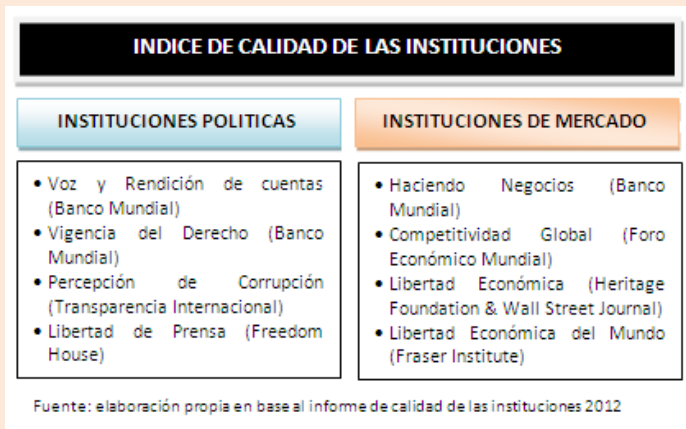 INDICE DE CALIDAD DE LAS INSTITUCIONES
INSTITUCIONES POLITICAS
• Voz y Rendición de cuentas
(Banco Mundial)
• Vigencia del Derecho (Banco
Mundial)
• Percepción de Corrupción
(Transparencia Internacional)
• Libertad de Prensa (Freedom
House)
INSTITUCIONES DE MERCADO
• Haciendo Negocios (Banco
Mundial)
• Competitividad Global (Foro
Económico Mundial)
• Libertad Económica (Heritage
Foundation & Wall Street Journal)
• Libertad Económica del Mundo
(Fraser Institute)
Fuente: elaboración propia en base al informe de calidad de las instituciones 2012